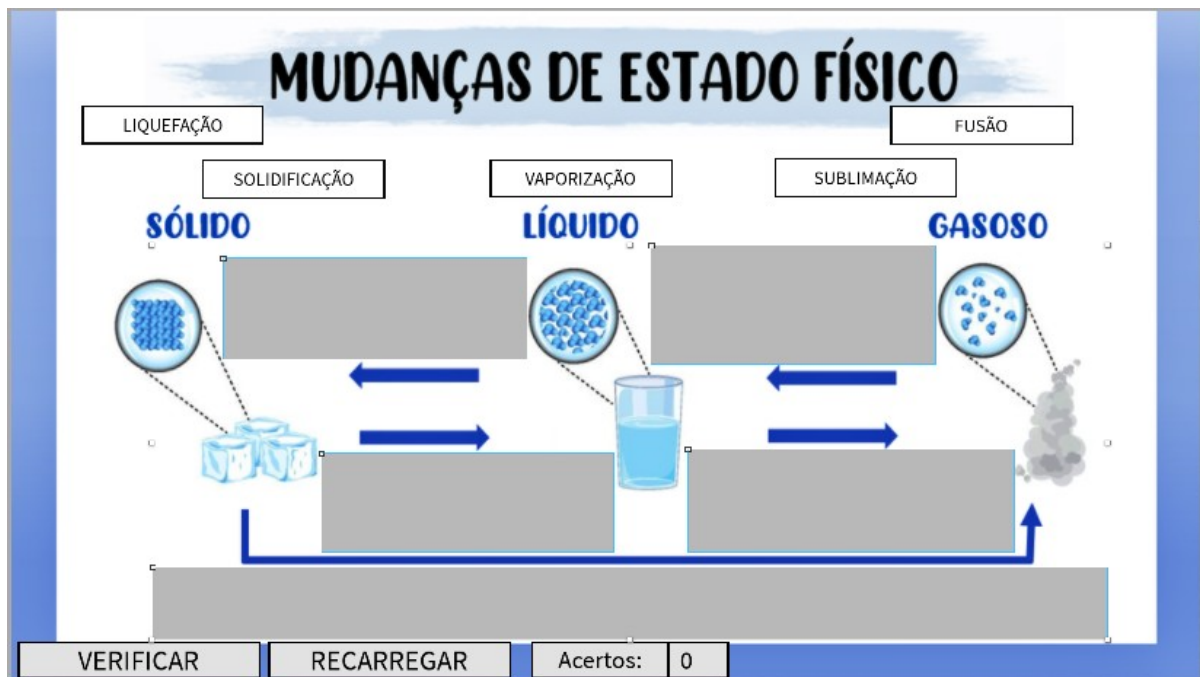 MUDANÇAS DE ESTADO FÍSICO
LIQUEFAÇÃO
FUSÃO
SOLIDIFICAÇÃO
VAPORIZAÇÃO
SUBLIMAÇÃO
SÓLIDO
LÍQUIDO
GASOSO
VERIFICAR
RECARREGAR
Acertos:
0